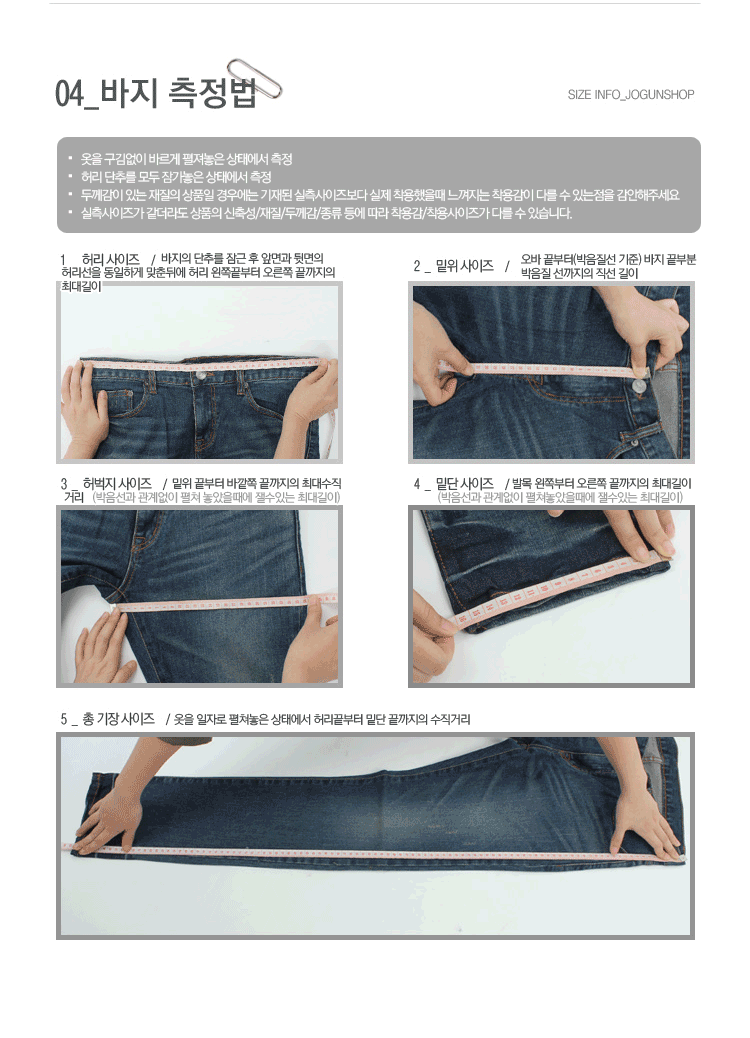 04_바지 측정법
SIZE INFO_JOGUNSHOP
▪ 옷을 구김없이 바르게 펼쳐놓은 상태에서 측정
▪ 허리 단추를 모두 잠가놓은 상태에서 측정
▪ 두께감이 있는 재질의 상품일 경우에는 기재된 실측사이즈보다 실제 착용했을때 느껴지는 착용감이 다를 수 있는점을 감안해주세요
▪ 실측사이즈가 같더라도 상품의 신축성/재질/두께감/종류 등에 따라 착용감/착용사이즈가 다를 수 있습니다.
1 허리 사이즈 / 바지의 단추를 잠근 후 앞면과 뒷면의
허리선을 동일하게 맞춘뒤에 허리 왼쪽끝부터 오른쪽 끝까지의
최대길이
2 _ 밑위 사이즈 / 오바 끝부터(박음질선 기준) 바지 끝부분
박음질 선까지의 직선 길이
3 _ 허벅지 사이즈 / 밑위 끝부터 바깥쪽 끝까지의 최대수직
거리 (박음선과 관계없이 펼쳐 놓았을때에 잴수있는 최대길이)
4 _ 밑단 사이즈 / 발목 왼쪽부터 오른쪽 끝까지의 최대길이
(박음선과 관계없이 펼쳐놓았을때에 잴수있는 최대길이)
5 _ 총 기장 사이즈 / 옷을 일자로 펼쳐놓은 상태에서 허리끝부터 밑단 끝까지의 수직거리